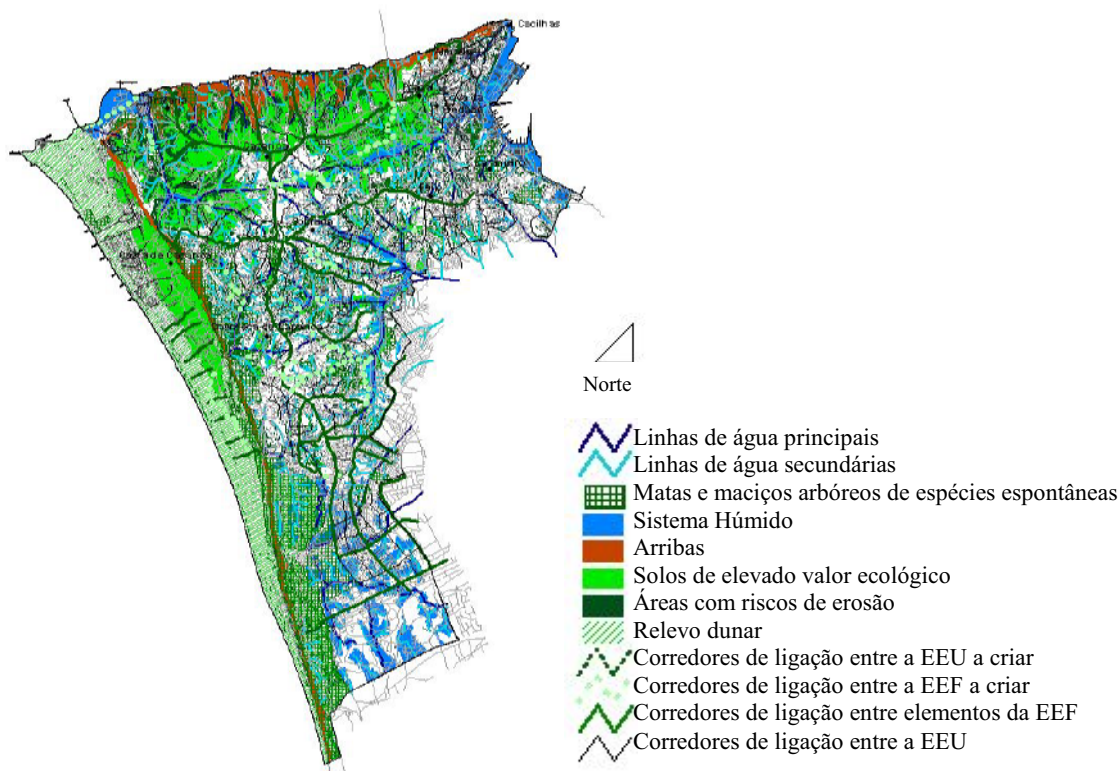 Cacilhas
Norte
Linhas de água principais
Linhas de água secundárias
Matas e maciços arbóreos de espécies espontâneas
Sistema Húmido
Arribas
Solos de elevado valor ecológico
Áreas com riscos de erosão
Relevo dunar
Corredores de ligação entre a EEU a criar
Corredores de ligação entre a EEF a criar
Corredores de ligação entre elementos da EEF
Corredores de ligação entre a EEU